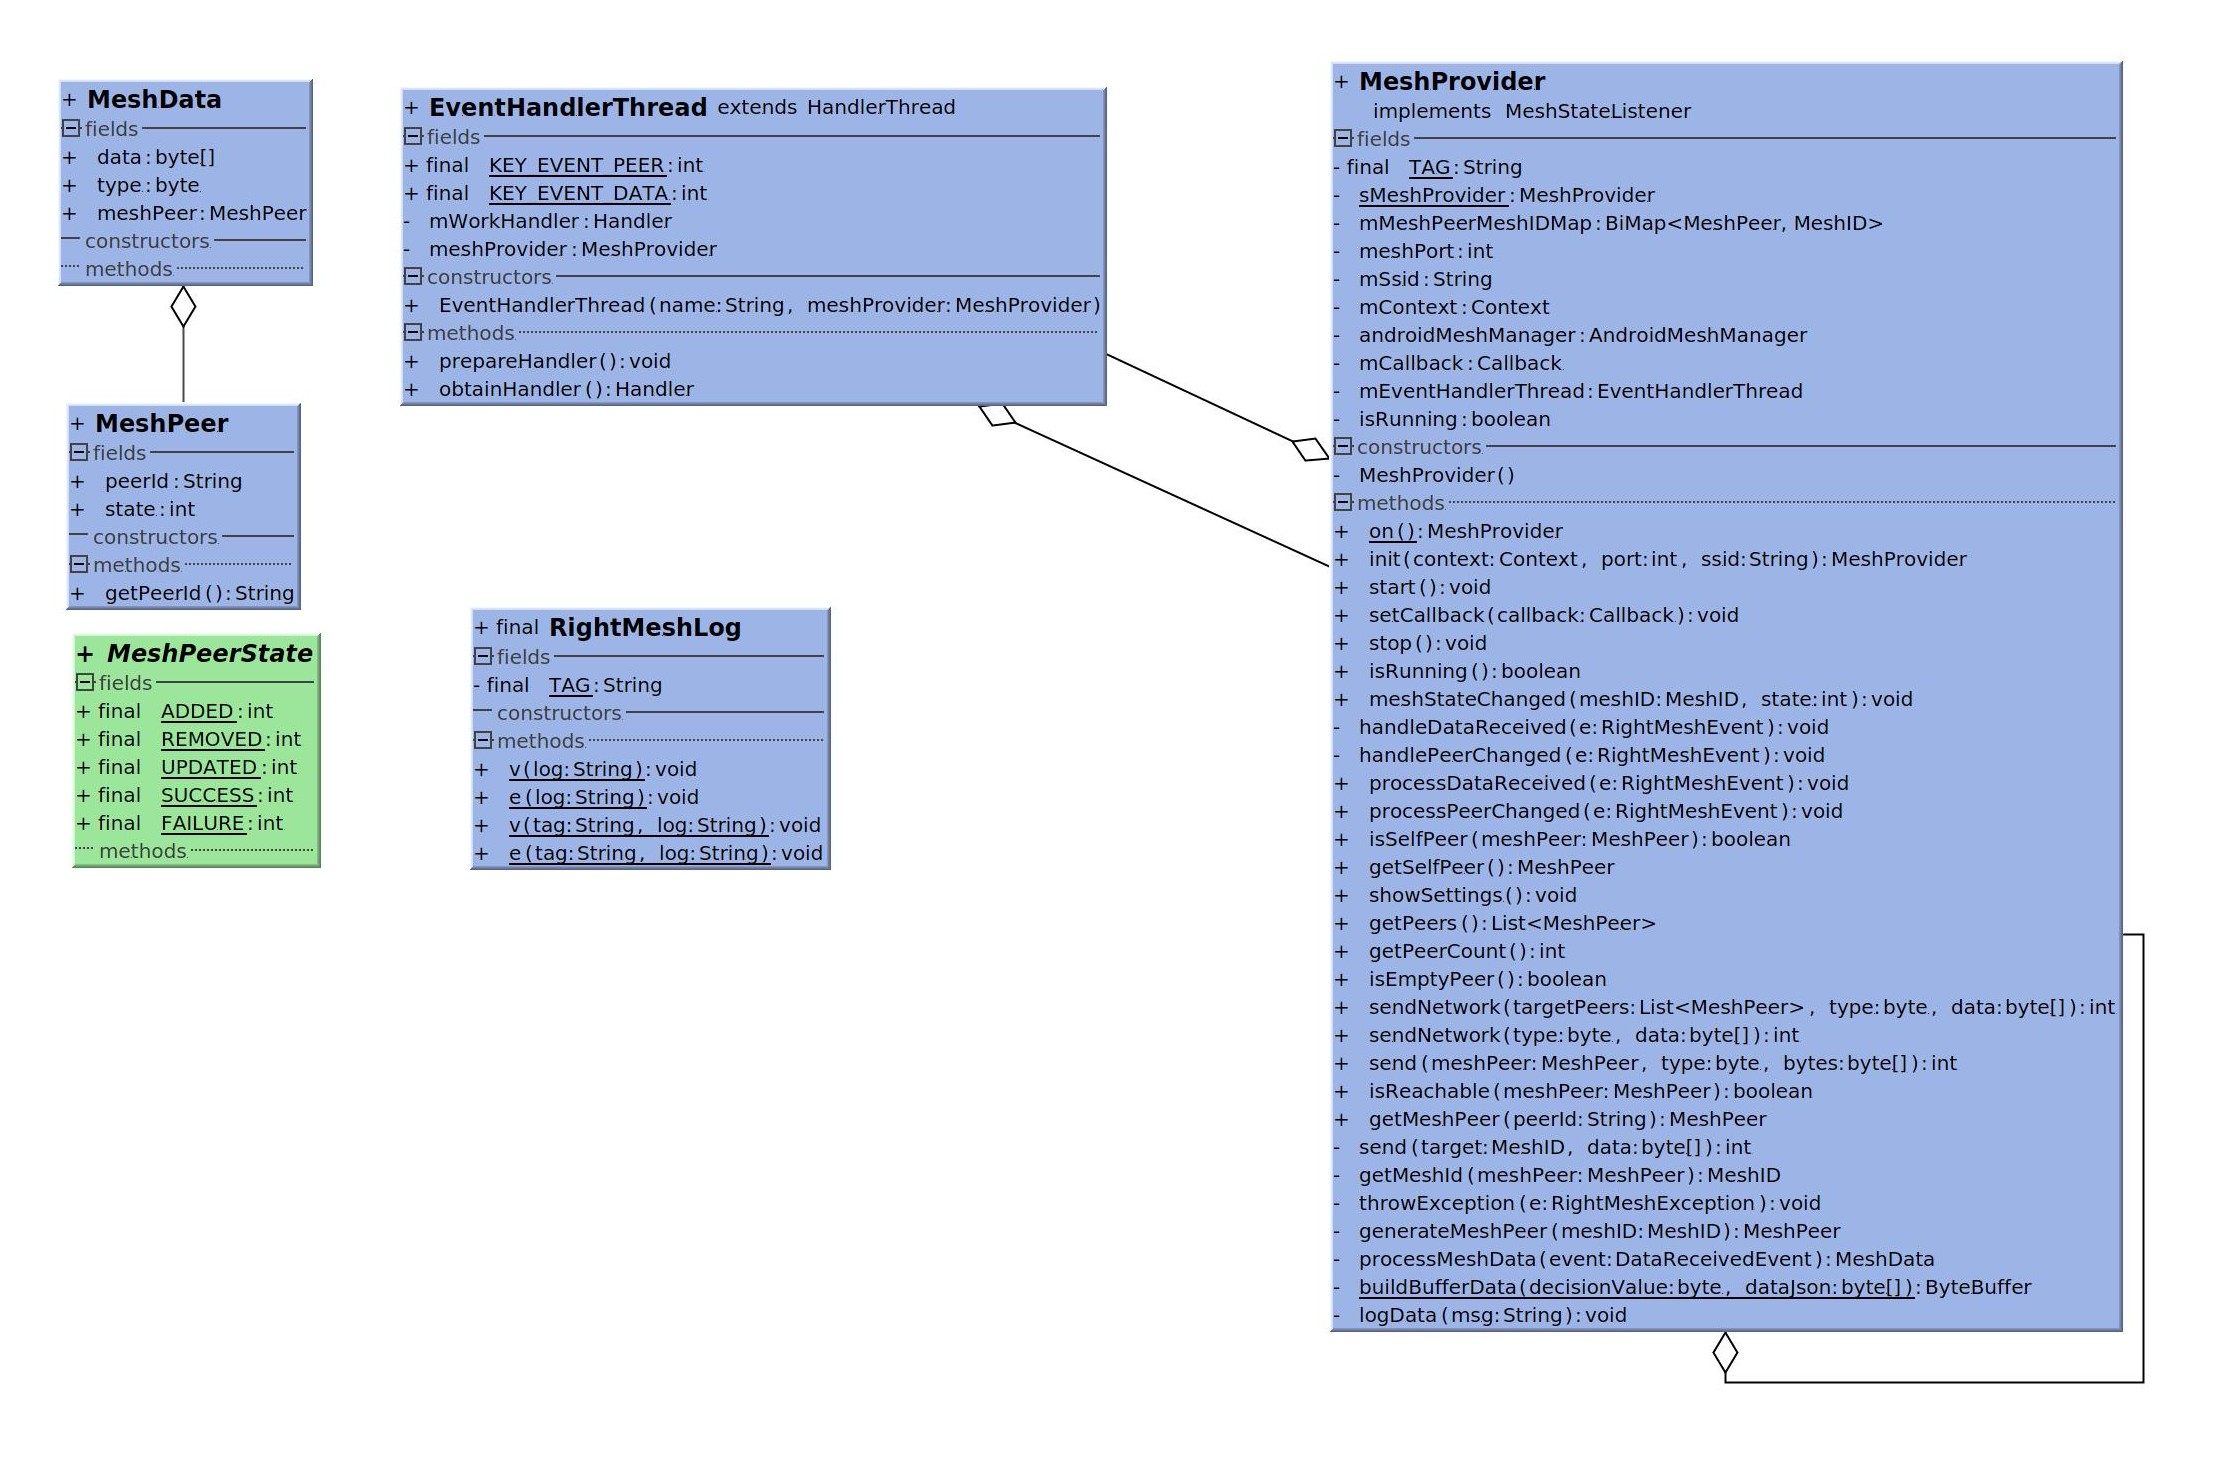 + MeshData
fields
+ data : byte[]
+ type : byte
+ meshPeer : MeshPeer
constructors
methods
+ MeshPeer
fields
+ peerId : String
+ state : int
constructors
methods
+ getPeerId ( ) : String
+ MeshPeerState
fields
+ final ADDED : int
+ final REMOVED : int
+ final UPDATED : int
+ final SUCCESS : int
+ final FAILURE : int
methods
+ EventHandlerThread extends HandlerThread
fields
+ final KEY_EVENT_PEER : int
+ final KEY_EVENT_DATA : int
- mWorkHandler : Handler
- meshProvider : MeshProvider
constructors
+ EventHandlerThread ( name: String , meshProvider: MeshProvider )
methods
+ prepareHandler ( ) : void
+ obtainHandler ( ) : Handler
+ final RightMeshLog
fields
- final TAG : String
constructors
methods
+ v ( log: String ) : void
+ e ( log: String ) : void
+ v ( tag: String , log: String ) : void
+ e ( tag: String , log: String ) : void
+ MeshProvider
implements MeshStateListener
fields
- final TAG : String
- sMeshProvider : MeshProvider
- mMeshPeerMeshIDMap : BiMap<MeshPeer, MeshID>
- meshPort : int
- mSsid : String
- mContext : Context
- androidMeshManager : AndroidMeshManager
- mCallback : Callback
- mEventHandlerThread : EventHandlerThread
- isRunning : boolean
constructors
- MeshProvider ( )
methods
+ on ( ) : MeshProvider
+ init ( context: Context , port: int , ssid: String ) : MeshProvider
+ start ( ) : void
+ setCallback ( callback: Callback ) : void
+ stop ( ) : void
+ isRunning ( ) : boolean
+ meshStateChanged ( meshID: MeshID , state: int ) : void
- handleDataReceived ( e: RightMeshEvent ) : void
- handlePeerChanged ( e: RightMeshEvent ) : void
+ processDataReceived ( e: RightMeshEvent ) : void
+ processPeerChanged ( e: RightMeshEvent ) : void
+ isSelfPeer ( meshPeer: MeshPeer ) : boolean
+ getSelfPeer ( ) : MeshPeer
+ showSettings ( ) : void
+ getPeers ( ) : List<MeshPeer>
+ getPeerCount ( ) : int
+ isEmptyPeer ( ) : boolean
+ sendNetwork ( targetPeers: List<MeshPeer> , type: byte , data: byte[] ) : int
+ sendNetwork ( type: byte , data: byte[] ) : int
+ send ( meshPeer: MeshPeer , type: byte , bytes: byte[] ) : int
+ isReachable ( meshPeer: MeshPeer ) : boolean
+ getMeshPeer ( peerId: String ) : MeshPeer
- send ( target: MeshID , data: byte[] ) : int
- getMeshId ( meshPeer: MeshPeer ) : MeshID
- throwException ( e: RightMeshException ) : void
- generateMeshPeer ( meshID: MeshID ) : MeshPeer
- processMeshData ( event: DataReceivedEvent ) : MeshData
- buildBufferData ( decisionValue: byte , dataJson: byte[] ) : ByteBuffer
- logData ( msg: String ) : void